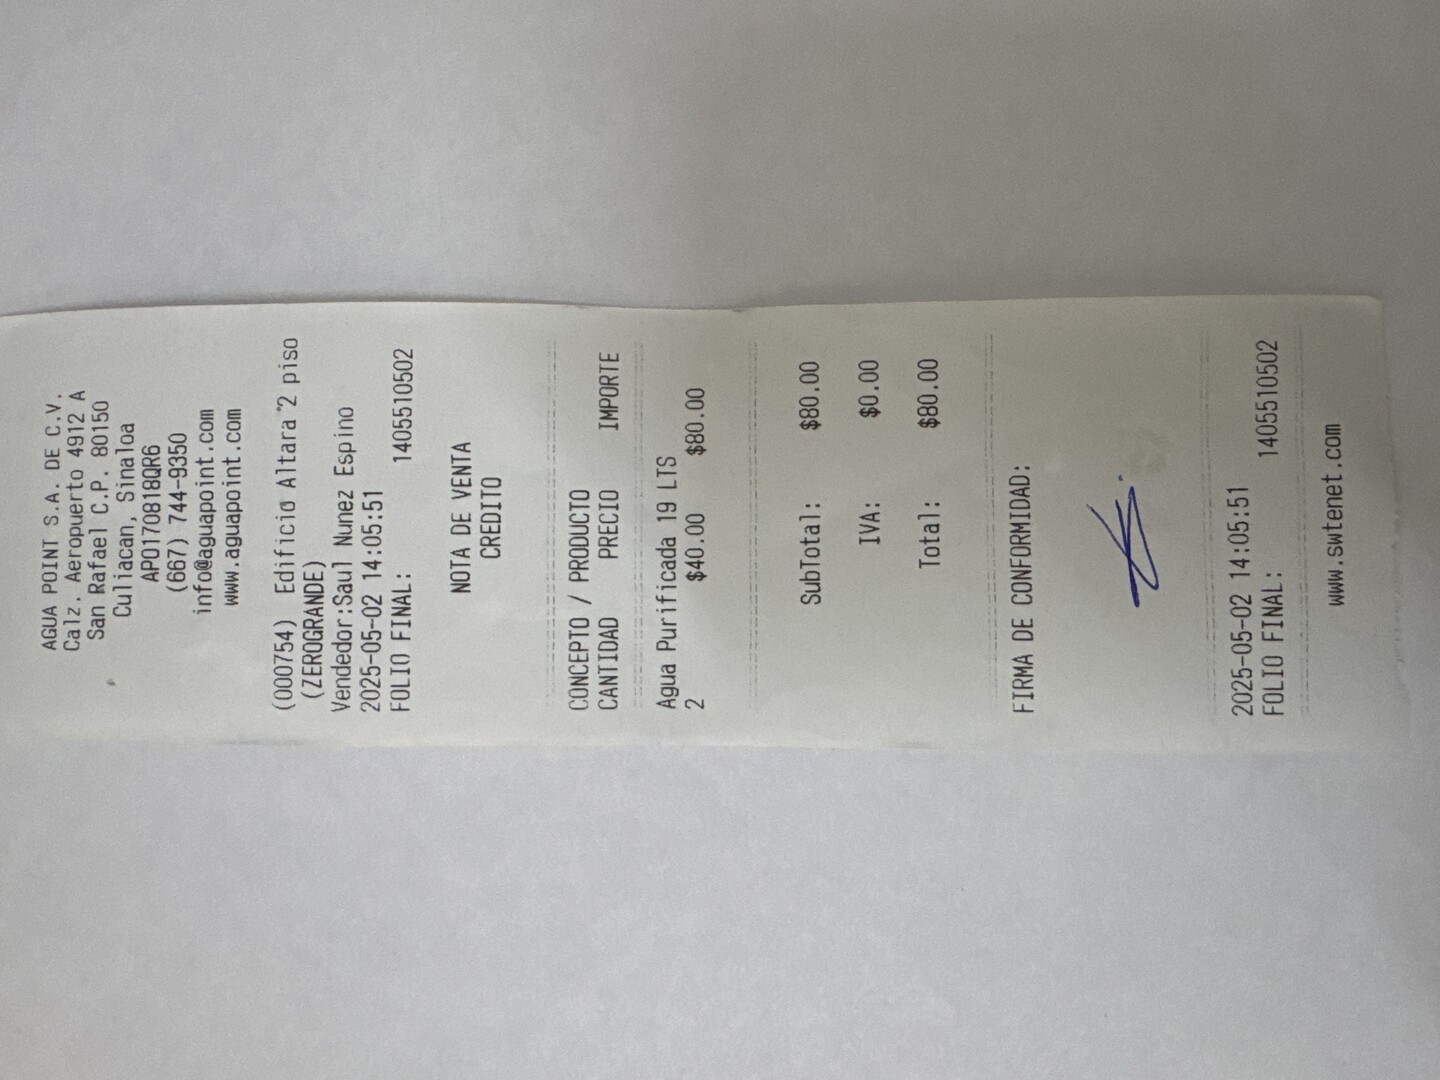 AGUA POINT S.A. DE C.V.
Calz. Aeropuerto 4912 A
San Rafael C.P. 80150
Culiacan, Sinaloa
APO170818QR6
(667) 744-9350
info@aguapoint.com
www.aguapoint.com
(000754) Edificio Altara 2 piso
(ZEROGRANDE)
Vendedor:Saul Nunez Espino
2025-05-02 14:05:51
FOLIO FINAL: 1405510502
NOTA DE VENTA
CREDITO
CONCEPTO / PRODUCTO
CANTIDAD PRECIO IMPORTE
Agua Purificada 19 LTS
2 $40.00 $80.00
SubTotal: $80.00
IVA: $0.00
Total: $80.00
FIRMA DE CONFORMIDAD:
2025-05-02 14:05:51
FOLIO FINAL: 1405510502
www.swtenet.com